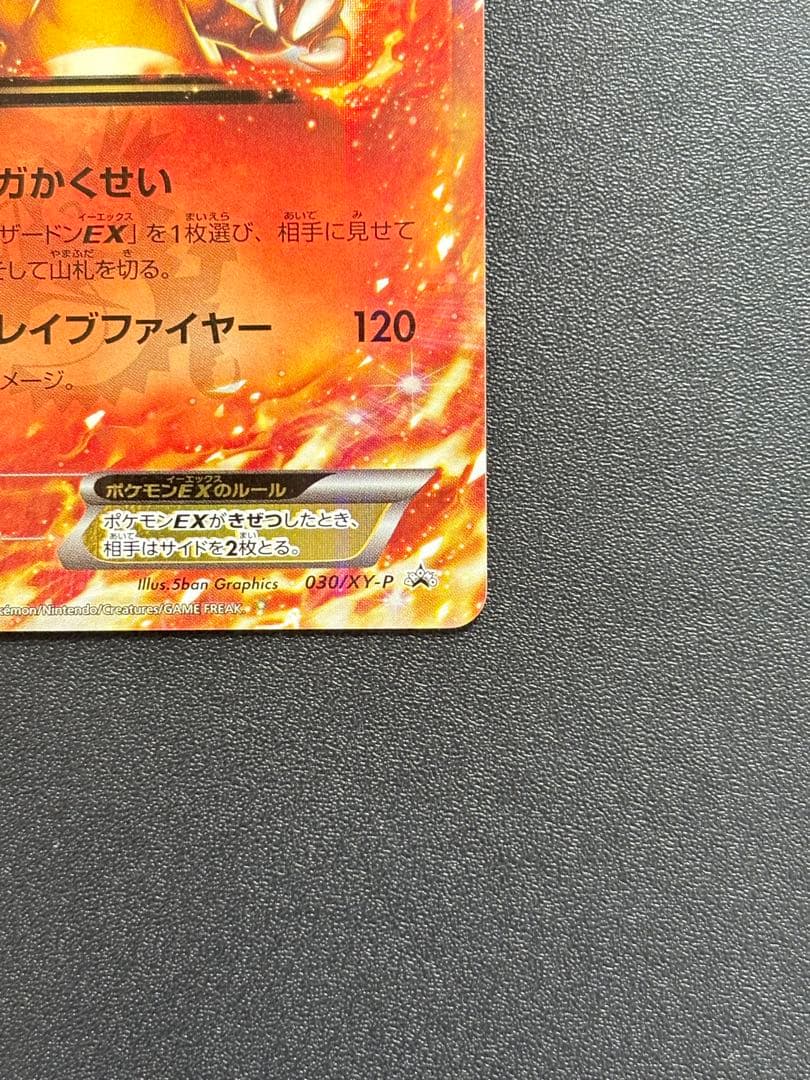 ガかくせい
イーエックス まいえら あいて み
ザードンEX」を1枚選び、相手に見せて
やまふだ き
そして山札を切る。
レイブファイヤー 120
メージ。
イーエックス
ポケモンEXのルール
ポケモンEXがきぜつしたとき、
あいて まい
相手はサイドを2枚とる。
Illus.5ban Graphics 030/XY-P
kémon/Nintendo/Creatures/GAME FREAK.